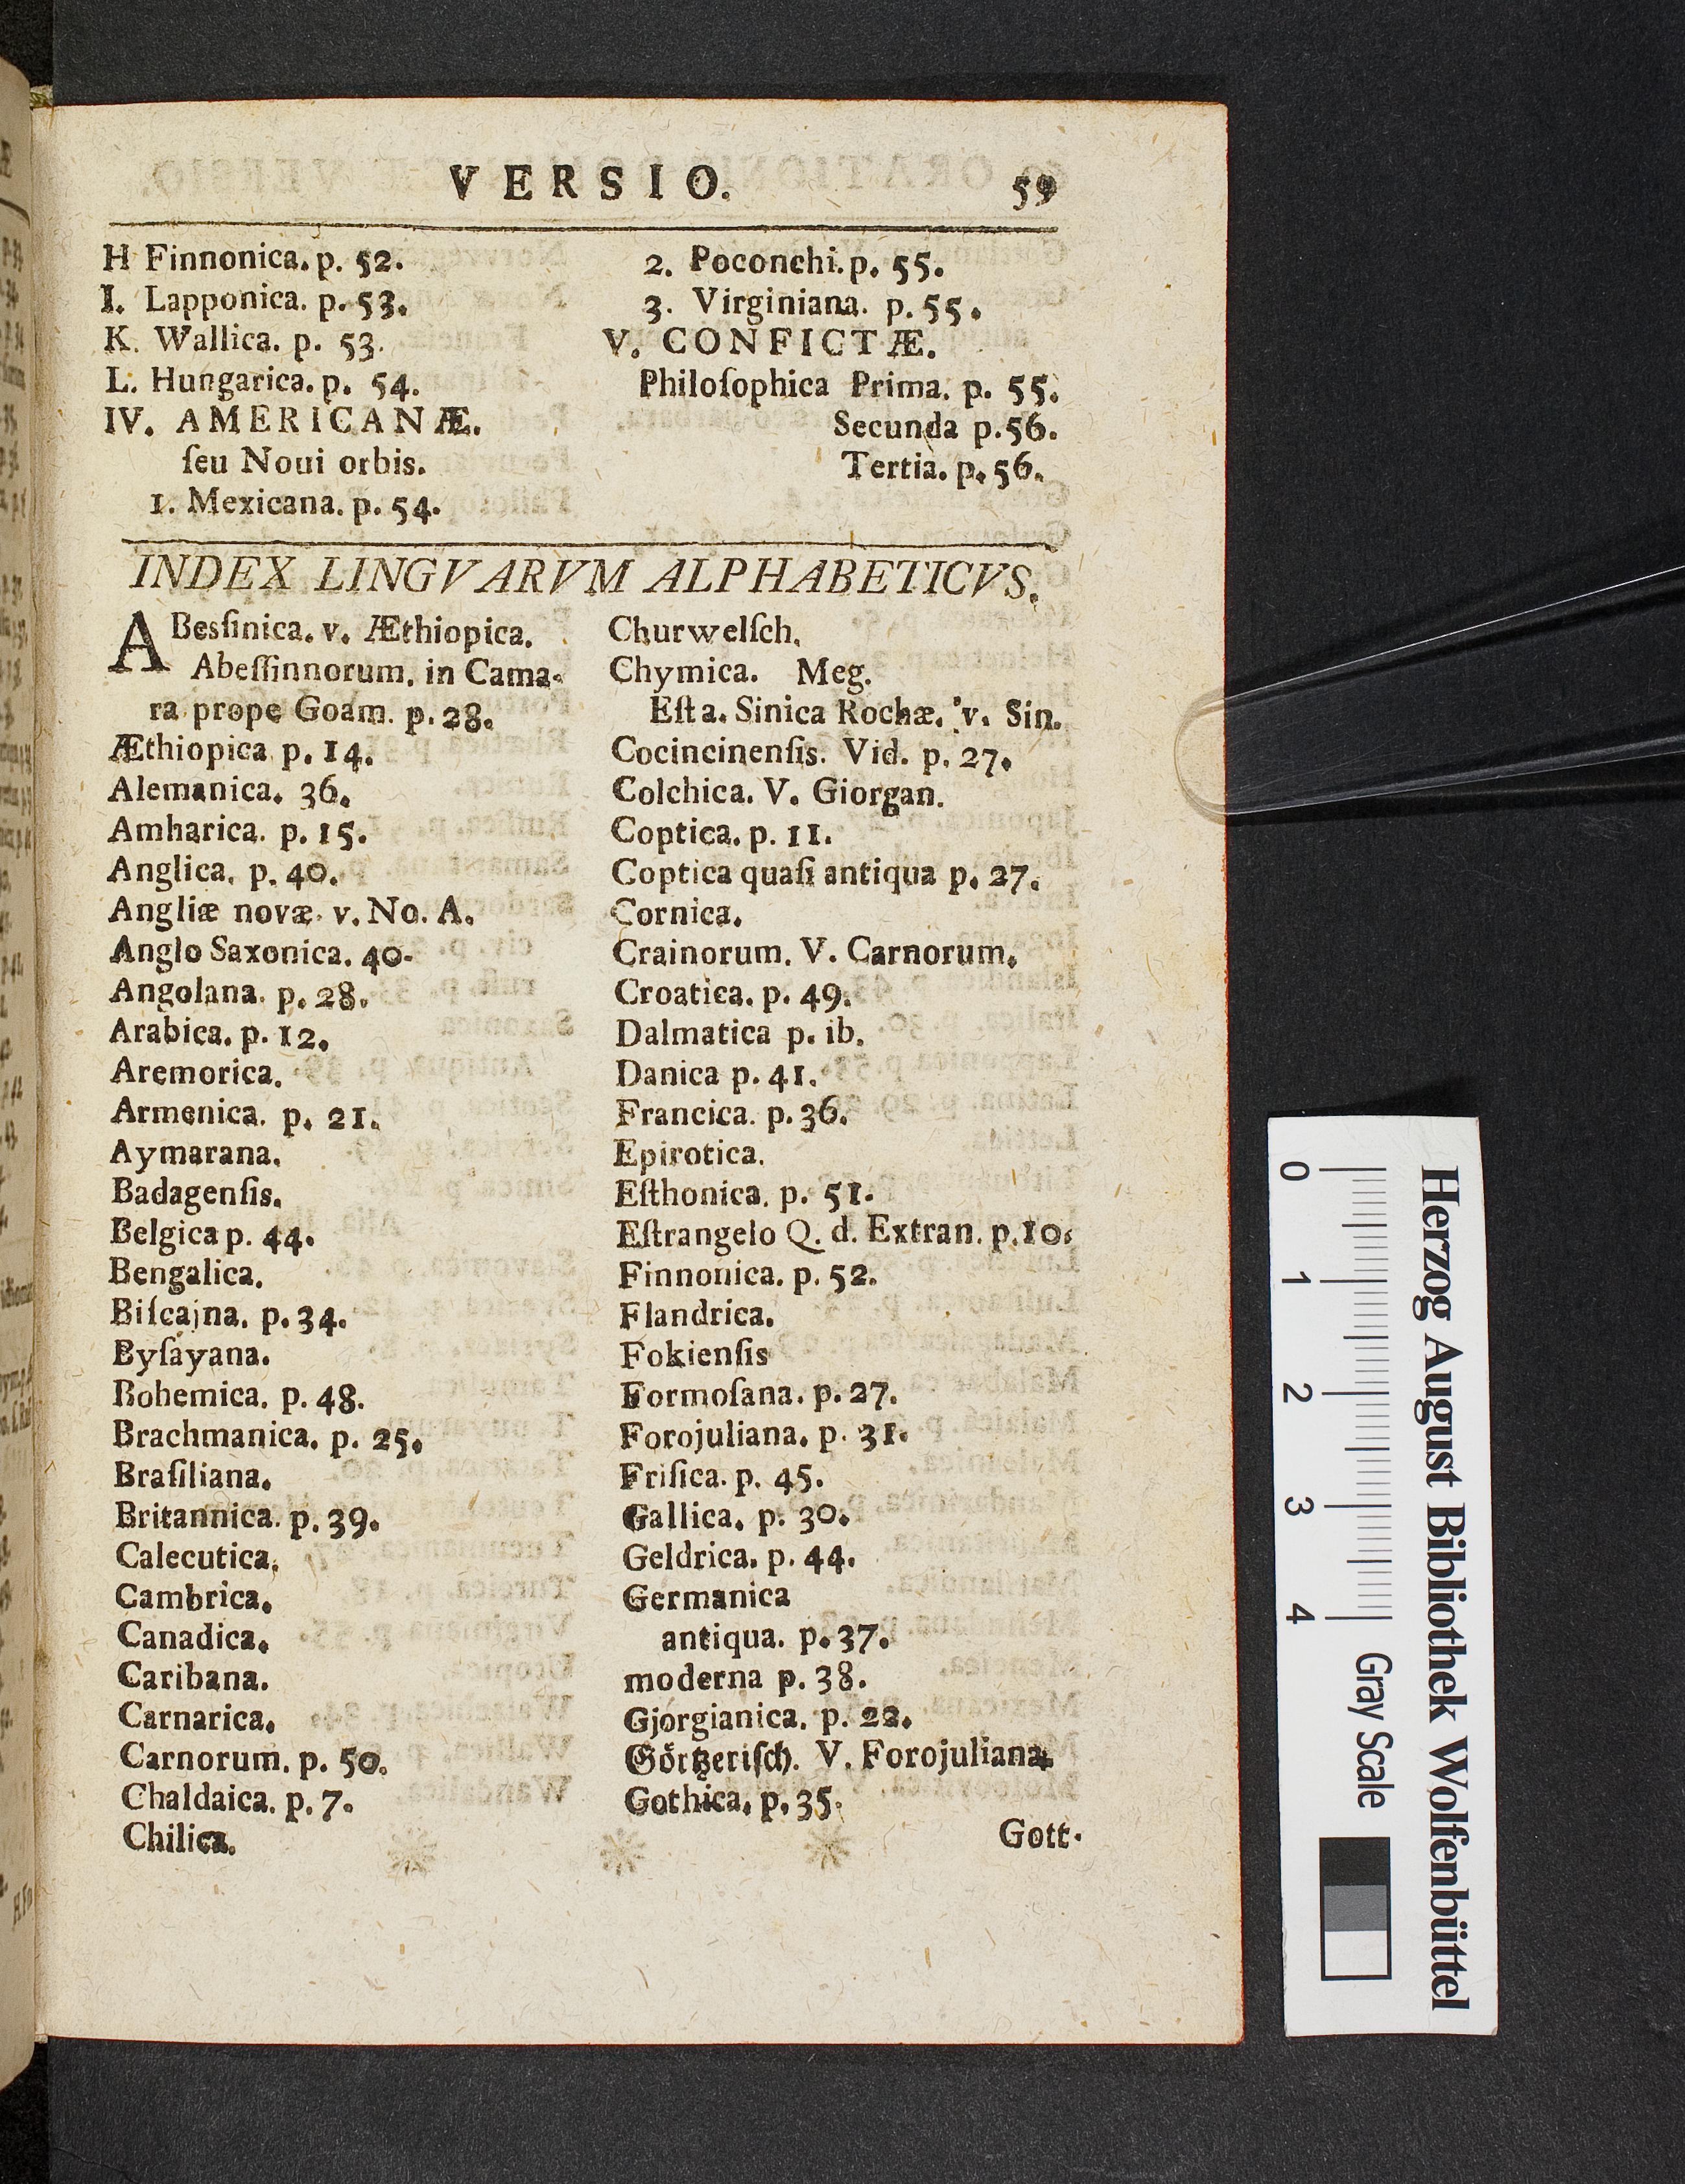 VERSIO. 59
H Finnonica. p. 52.
I. Lapponica. p. 53.
K. Wallica. p. 53.
L. Hungarica. p. 54.
IV. AMERICANÆ.
ſeu Noui orbis.
1. Mexicana. p. 54.
2. Poconchi. p. 55.
3. Virginiana. p. 55.
V. CONFICTÆ.
Philoſophica Prima. p. 55.
Secunda p. 56.
Tertia. p. 56.
INDEX LINGVARVM ALPHABETICVS.
ABesſinica. v. Æthiopica.
Abeſſinnorum. in Cama-
ra prope Goam. p. 28.
Æthiopica p. 14.
Alemanica. 36.
Amharica. p. 15.
Anglica. p. 40.
Angliæ novæ. v. No. A.
Anglo Saxonica. 40.
Angolana. p. 28.
Arabica. p. 12.
Aremorica.
Armenica. p. 21.
Aymarana.
Badagenſis.
Belgica p. 44.
Bengalica.
Biſcajna. p. 34.
Byſayana.
Bohemica. p. 48.
Brachmanica. p. 25.
Braſiliana.
Britannica. p. 39.
Calecutica.
Cambrica.
Canadica.
Caribana.
Carnarica.
Carnorum. p. 50.
Chaldaica. p. 7.
Chilica.
Churwelſch.
Chymica. Meg.
Eſt a. Sinica Rochæ. v. Sin.
Cocincinenſis. Vid. p. 27.
Colchica. V. Giorgan.
Coptica. p. 11.
Coptica quaſi antiqua p. 27.
Cornica.
Crainorum. V. Carnorum.
Croatica. p. 49.
Dalmatica p. ib.
Danica p. 41.
Francica. p. 36.
Epirotica.
Eſthonica. p. 51.
Eſtrangelo Q. d. Extran. p. 10.
Finnonica. p. 52.
Flandrica.
Fokienſis
Formoſana. p. 27.
Forojuliana. p. 31.
Friſica. p. 45.
Gallica. p. 30.
Geldrica. p. 44.
Germanica
antiqua. p. 37.
moderna p. 38.
Gjorgianica. p. 22.
Görtzeriſch. V. Forojuliana.
Gothica. p. 35.
Gott-
Herzog August Bibliothek Wolfenbüttel
0 1 2 3 4 Gray Scale